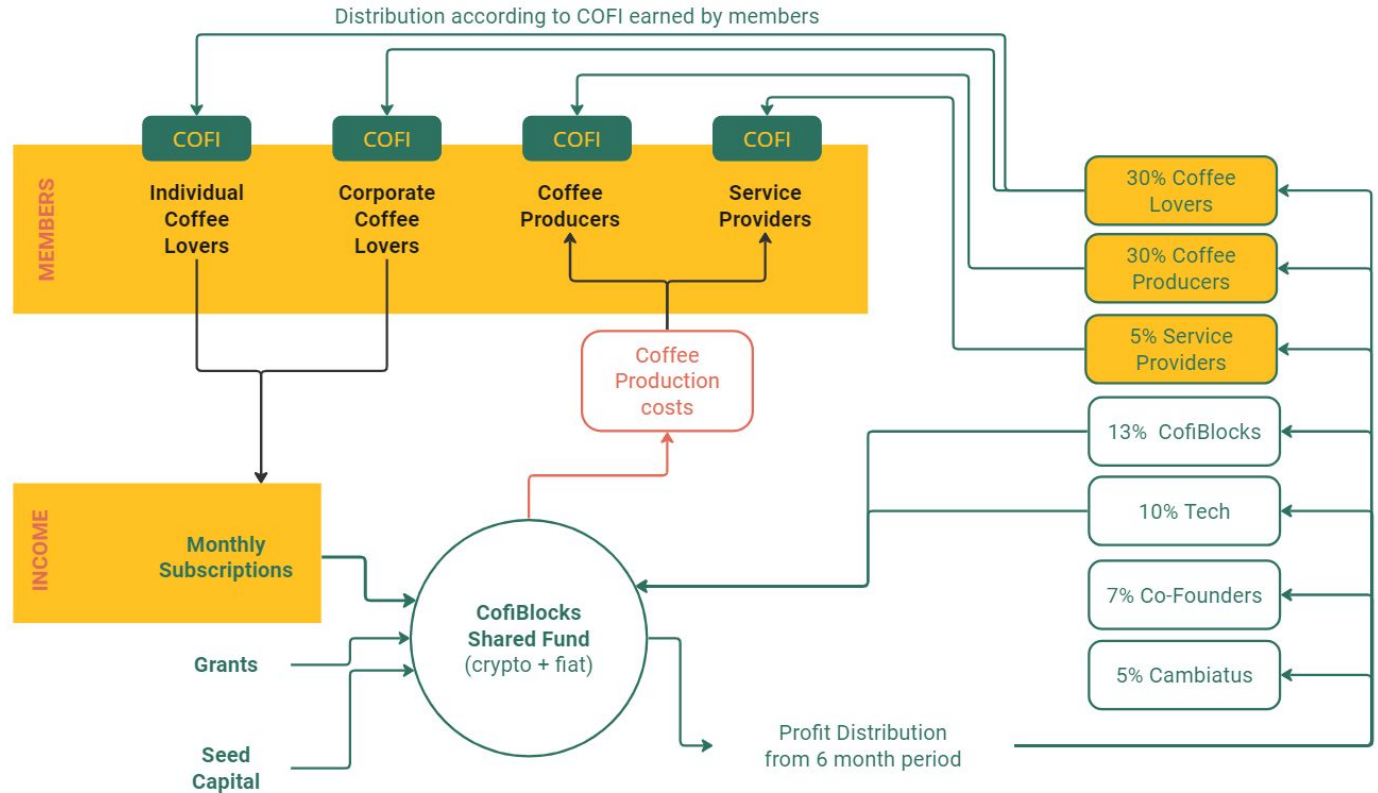 Distribution according to COFI earned by members
COFI
COFI
COFI
COFI
MEMBERS
Individual
Coffee
Lovers
Corporate
Coffee
Lovers
Coffee
Producers
Service
Providers
30% Coffee
Lovers
30% Coffee
Producers
5% Service
Providers
13% CofiBlocks
10% Tech
7% Co-Founders
5% Cambiatus
Coffee
Production
costs
INCOME
Monthly
Subscriptions
Grants
Seed
Capital
CofiBlocks
Shared Fund
(crypto + fiat)
Profit Distribution
from 6 month period